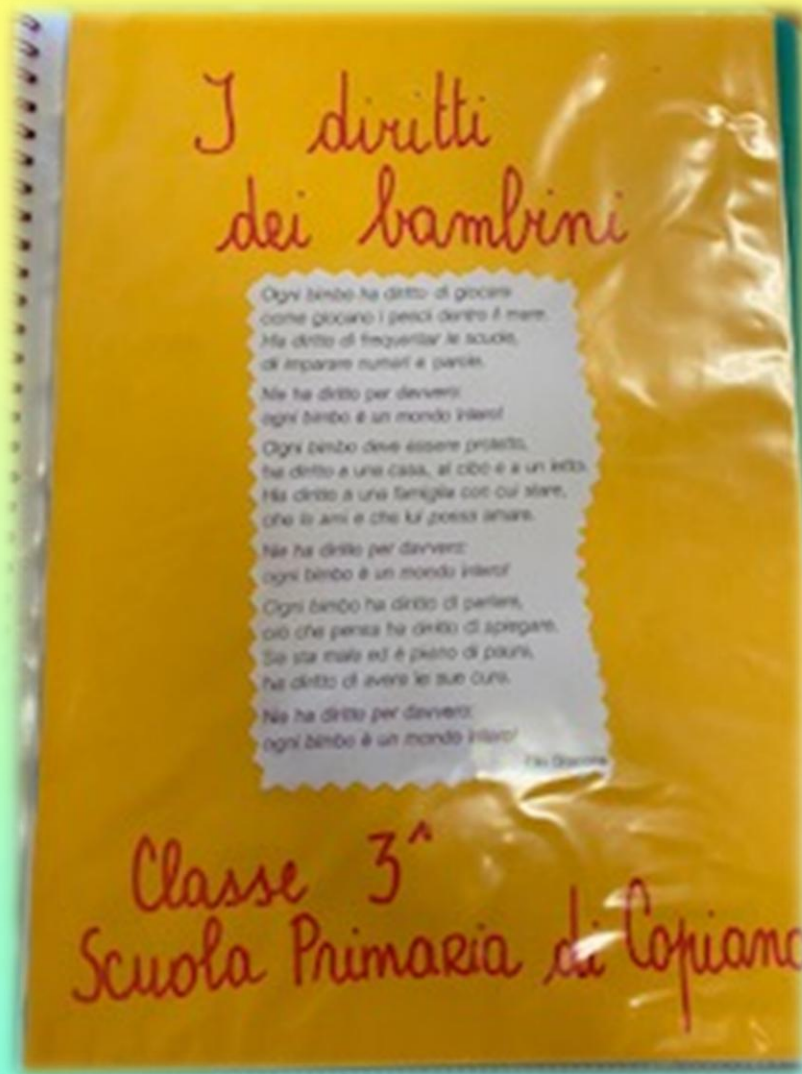 I diritti
dei bambini
Ogni bimbo ha diritto di giocare
come giocano i pesci dentro il mare.
Ha diritto di frequentar le scuole,
di imparare numeri e parole.
Ne ha diritto per davvero:
ogni bimbo è un mondo intero!
Ogni bimbo deve essere protetto,
ha diritto a una casa, al cibo e a un letto.
Ha diritto a una famiglia con cui stare,
che lo ami e che lui possa amare.
Ne ha diritto per davvero:
ogni bimbo è un mondo intero!
Ogni bimbo ha diritto di parlare,
ciò che pensa ha diritto di spiegare.
Se sta male ed è pieno di paura,
ha diritto di avere le sue cure.
Ne ha diritto per davvero:
ogni bimbo è un mondo intero!
Classe 3^
Scuola Primaria di Copiano